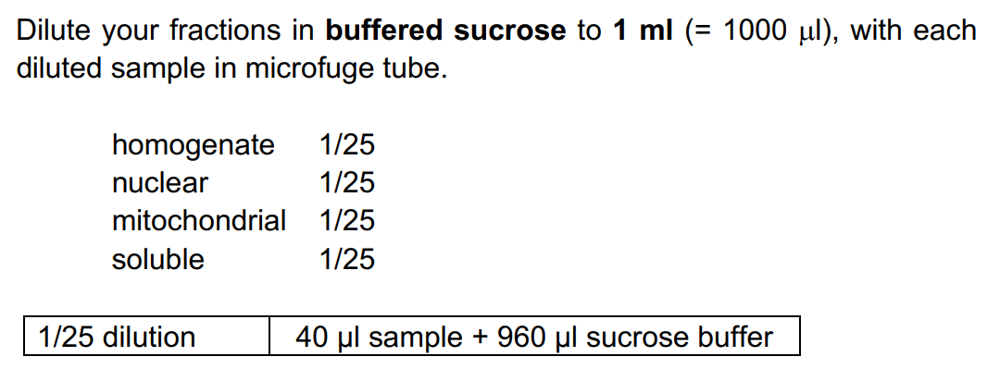 Dilute your fractions in buffered sucrose to 1 ml (= 1000 μl), with each
diluted sample in microfuge tube.
homogenate 1/25
nuclear 1/25
mitochondrial 1/25
soluble 1/25
1/25 dilution 40 µl sample + 960 µl sucrose buffer